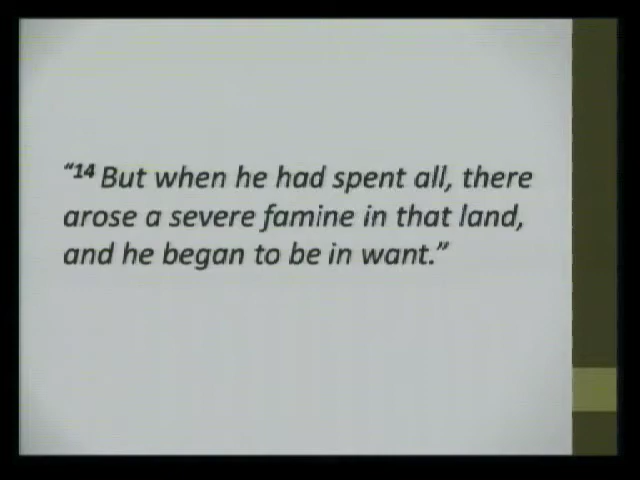 “14 But when he had spent all, there
arose a severe famine in that land,
and he began to be in want.”